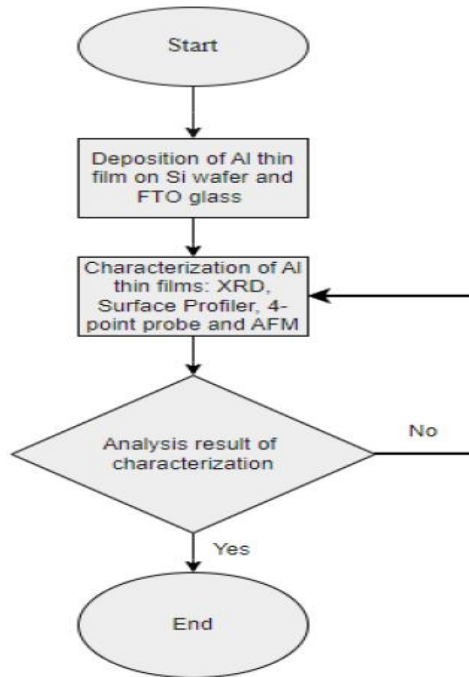 Start
Deposition of Al thin
film on Si wafer and
FTO glass
Characterization of Al
thin films: XRD,
Surface Profiler, 4-
point probe and AFM
Analysis result of
characterization
No
Yes
End